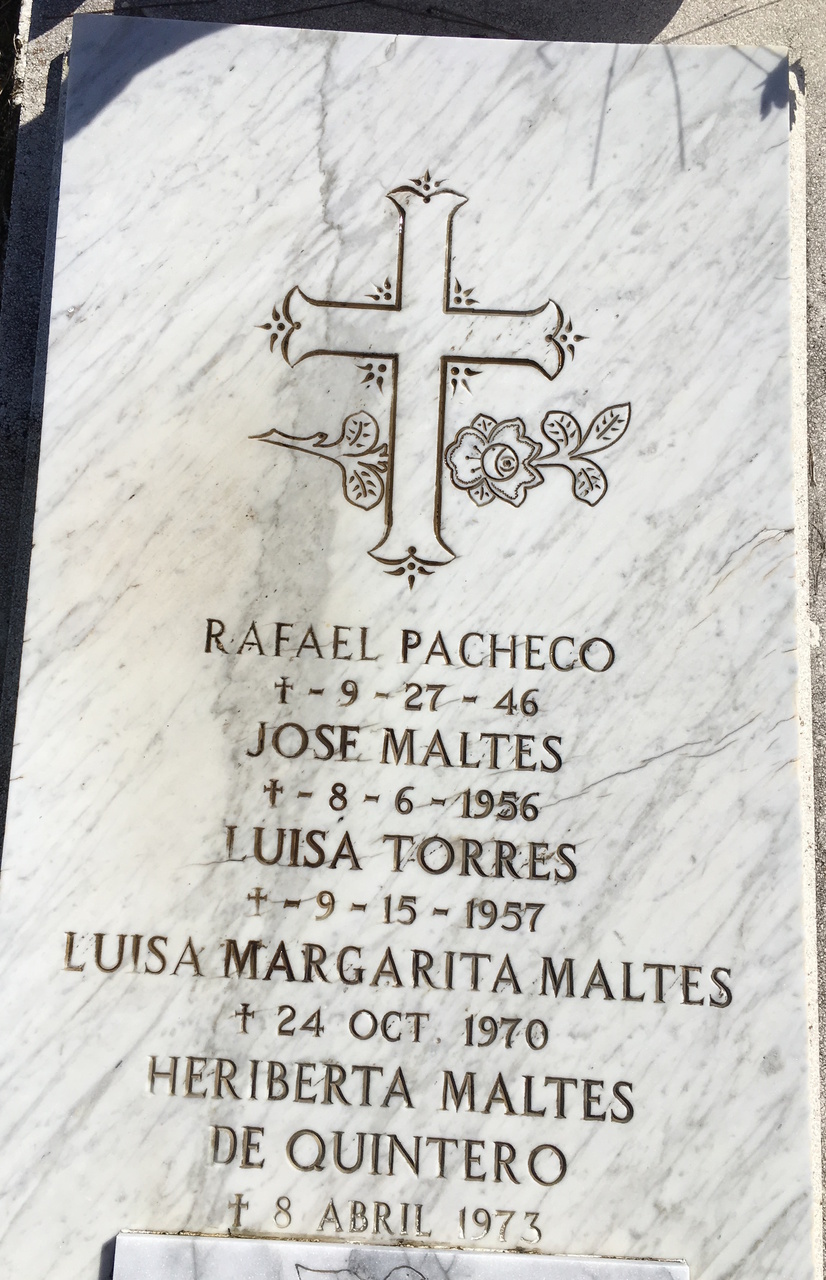 RAFAEL PACHECO
† - 9 - 27 - 46
JOSE MALTES
† - 8 - 6 - 1956
LUISA TORRES
† - 9 - 15 - 1957
LUISA MARGARITA MALTES
† 24 OCT. 1970
HERIBERTA MALTES
DE QUINTERO
† 8 ABRIL 1973